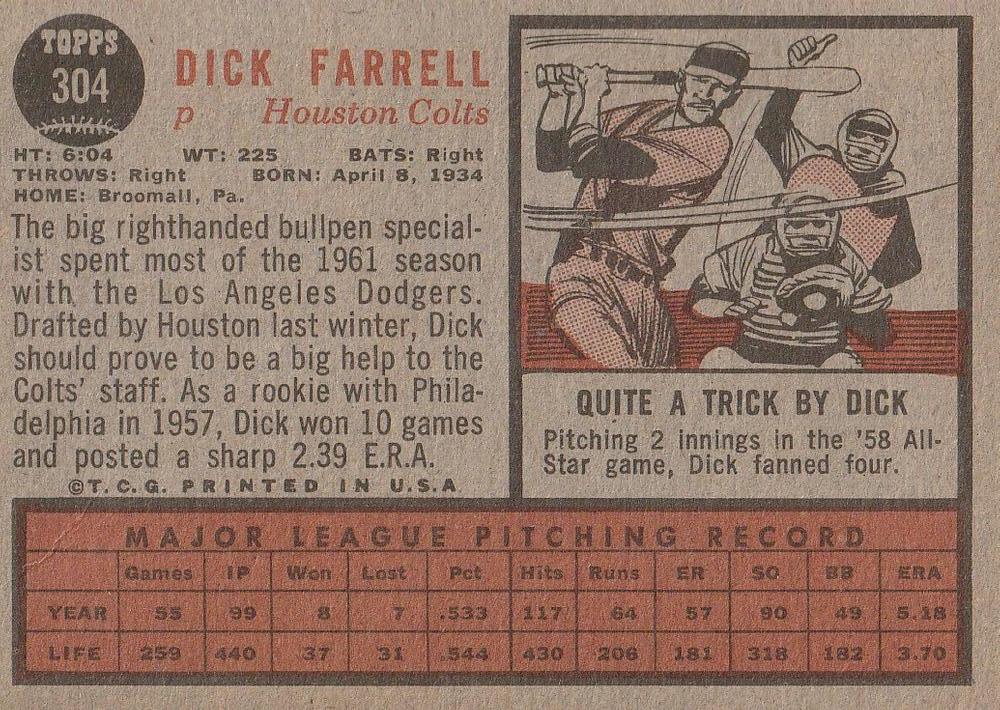 TOPPS
304
DICK FARRELL
p Houston Colts
HT: 6:04 WT: 225 BATS: Right
THROWS: Right BORN: April 8, 1934
HOME: Broomall, Pa.
The big righthanded bullpen special-
ist spent most of the 1961 season
with the Los Angeles Dodgers.
Drafted by Houston last winter, Dick
should prove to be a big help to the
Colts' staff. As a rookie with Phila-
delphia in 1957, Dick won 10 games
and posted a sharp 2.39 E.R.A.
©T.C.G. PRINTED IN U.S.A.
QUITE A TRICK BY DICK
Pitching 2 innings in the '58 All-
Star game, Dick fanned four.
MAJOR LEAGUE PITCHING RECORD
Games IP Won Lost Pct Hits Runs ER SO BB ERA
YEAR 55 99 8 7 .533 117 64 57 90 49 5.18
LIFE 259 440 37 31 .544 430 206 181 318 182 3.70